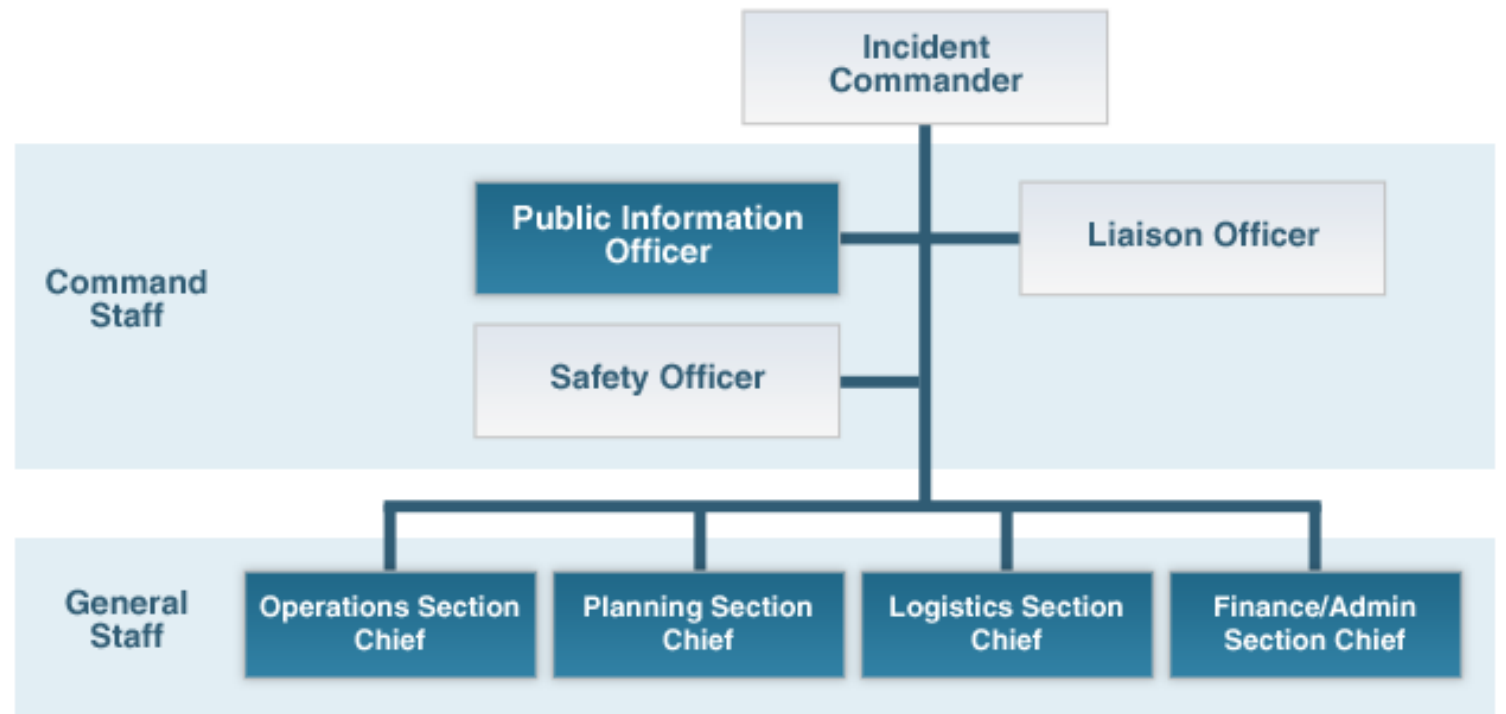 Incident
Commander
Public Information
Officer
Liaison Officer
Command
Staff
Safety Officer
General
Staff
Operations Section
Chief
Planning Section
Chief
Logistics Section
Chief
Finance/Admin
Section Chief